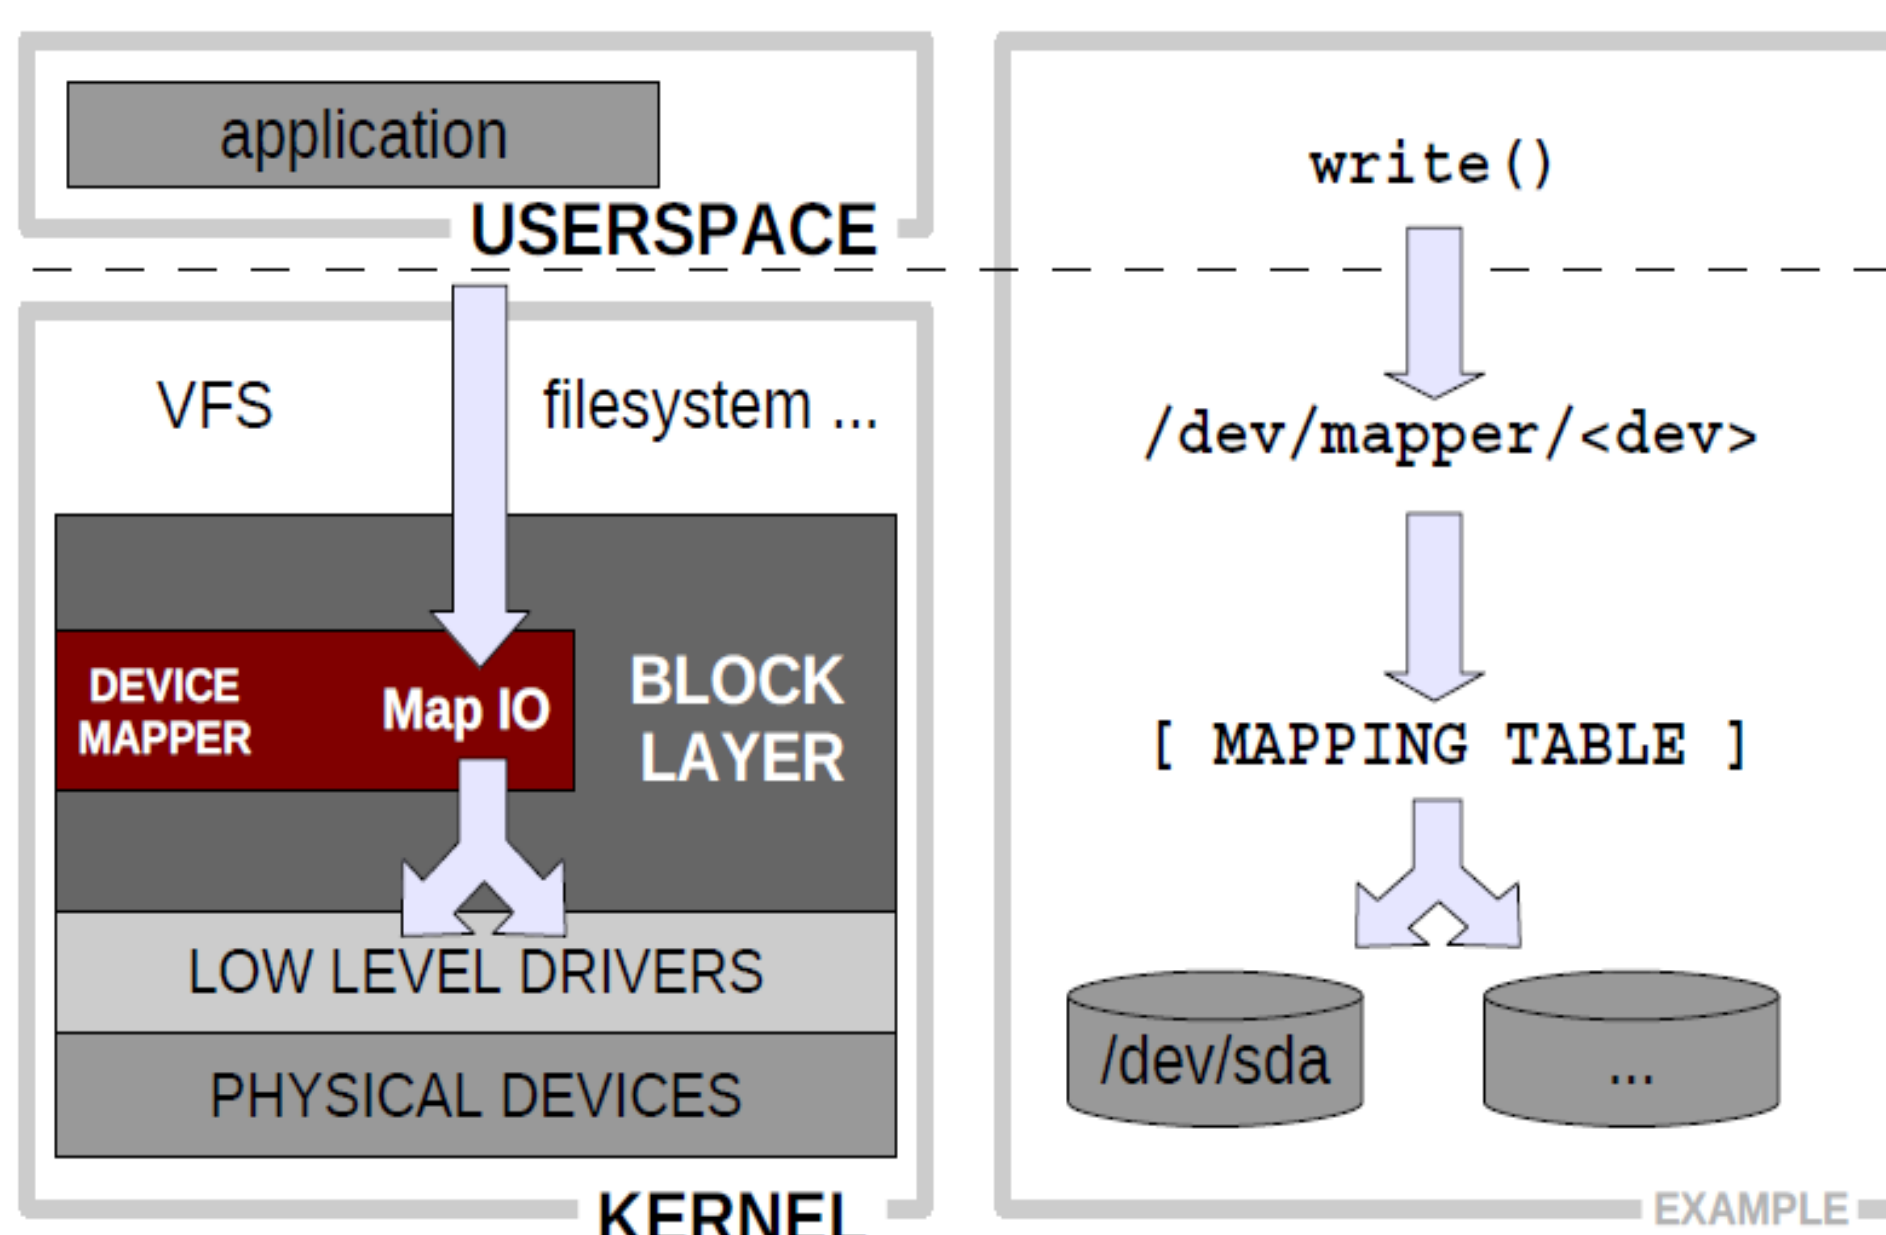 application
USERSPACE
VFS
filesystem ...
DEVICE
MAPPER
Map IO
BLOCK
LAYER
LOW LEVEL DRIVERS
PHYSICAL DEVICES
KERNEL
write()
/dev/mapper/<dev>
[ MAPPING TABLE ]
/dev/sda
...
EXAMPLE